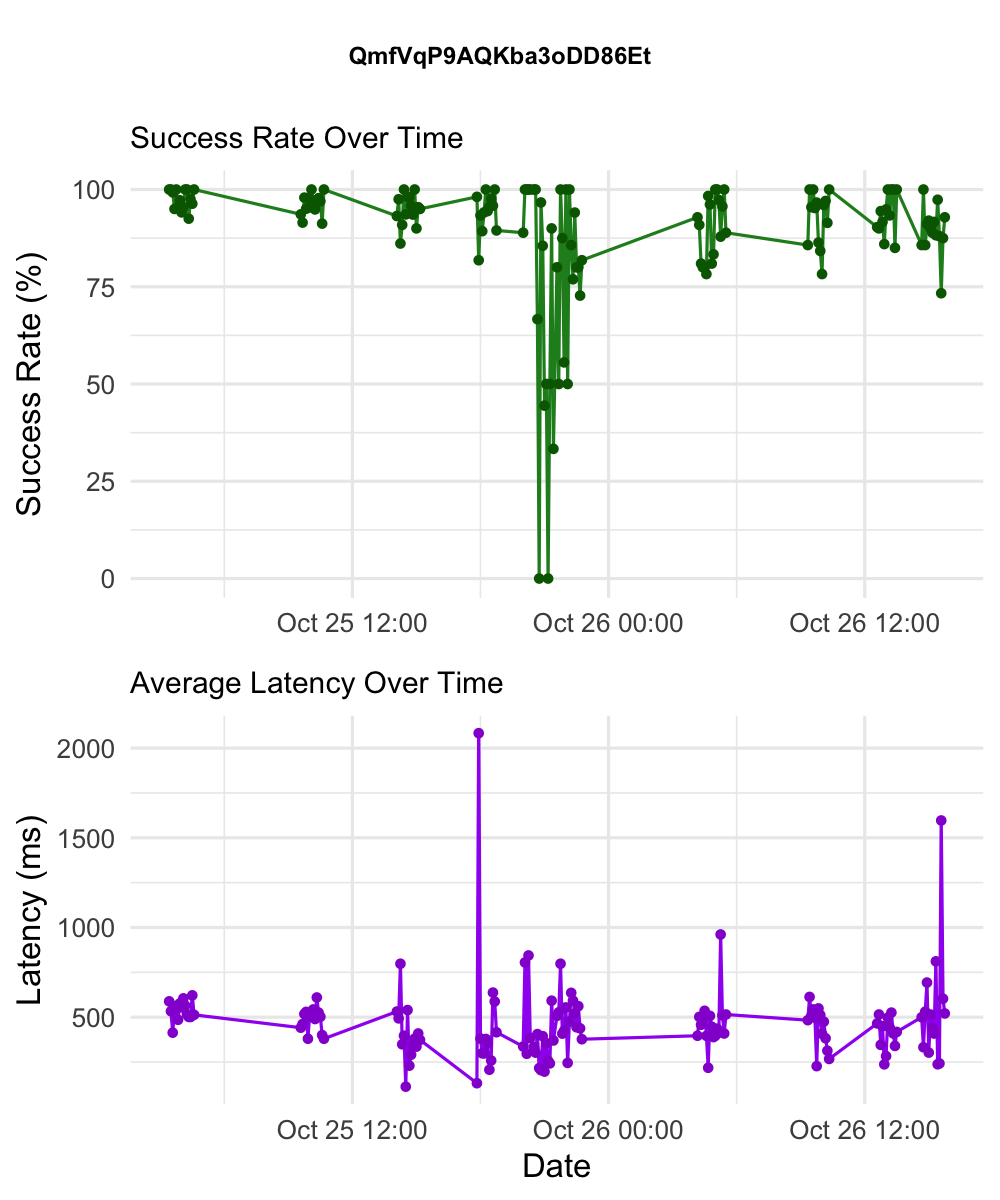 QmfVqP9AQKba3oDD86Et
Success Rate Over Time
Success Rate (%)
100
75
50
25
0
Oct 25 12:00 Oct 26 00:00 Oct 26 12:00
Average Latency Over Time
Latency (ms)
2000
1500
1000
500
Oct 25 12:00 Oct 26 00:00 Oct 26 12:00
Date